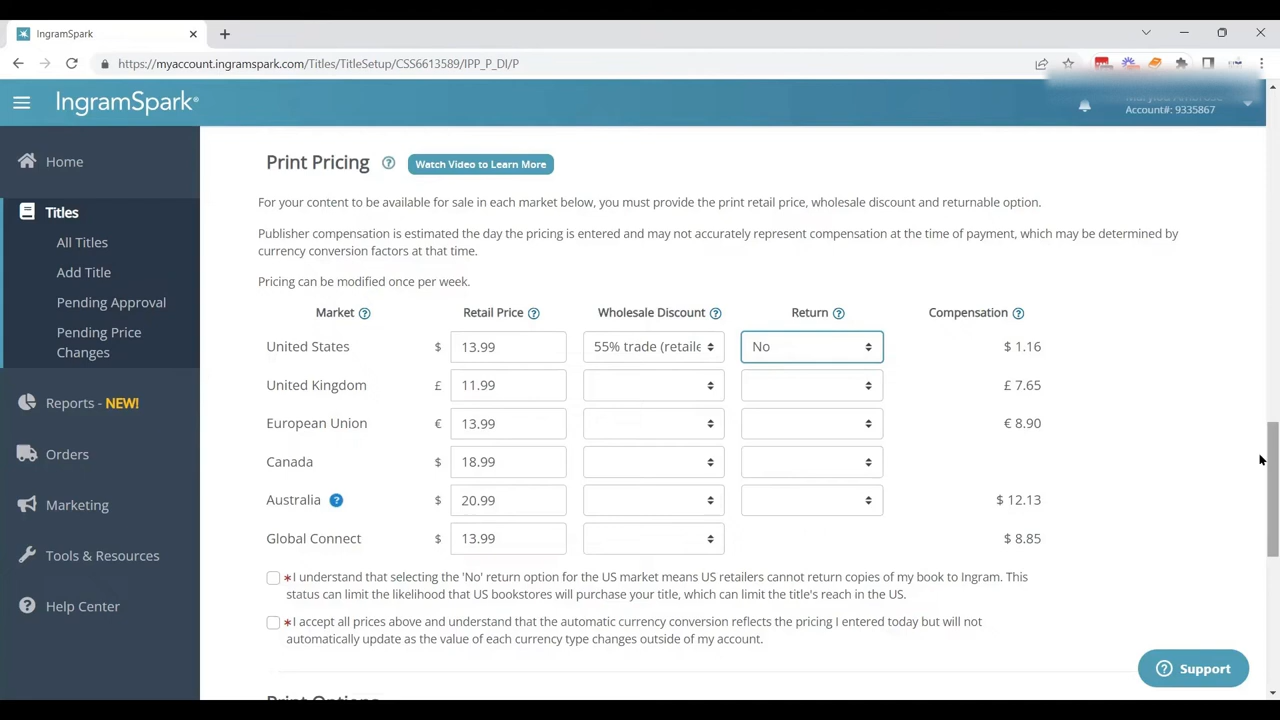 IngramSpark
https://myaccount.ingramspark.com/Titles/TitleSetup/CSS6613589/IPP_P_DI/P
IngramSpark®
Account#: 9335867
Home
Titles
All Titles
Add Title
Pending Approval
Pending Price
Changes
Reports - NEW!
Orders
Marketing
Tools & Resources
Help Center
Print Pricing ? Watch Video to Learn More
For your content to be available for sale in each market below, you must provide the print retail price, wholesale discount and returnable option.
Publisher compensation is estimated the day the pricing is entered and may not accurately represent compensation at the time of payment, which may be determined by
currency conversion factors at that time.
Pricing can be modified once per week.
Market ? Retail Price ? Wholesale Discount ? Return ? Compensation ?
United States $ 13.99 55% trade (retaile No $ 1.16
United Kingdom £ 11.99 £ 7.65
European Union € 13.99 € 8.90
Canada $ 18.99
Australia ? $ 20.99 $ 12.13
Global Connect $ 13.99 $ 8.85
*I understand that selecting the 'No' return option for the US market means US retailers cannot return copies of my book to Ingram. This
status can limit the likelihood that US bookstores will purchase your title, which can limit the title's reach in the US.
*I accept all prices above and understand that the automatic currency conversion reflects the pricing I entered today but will not
automatically update as the value of each currency type changes outside of my account.
Print Options
? Support